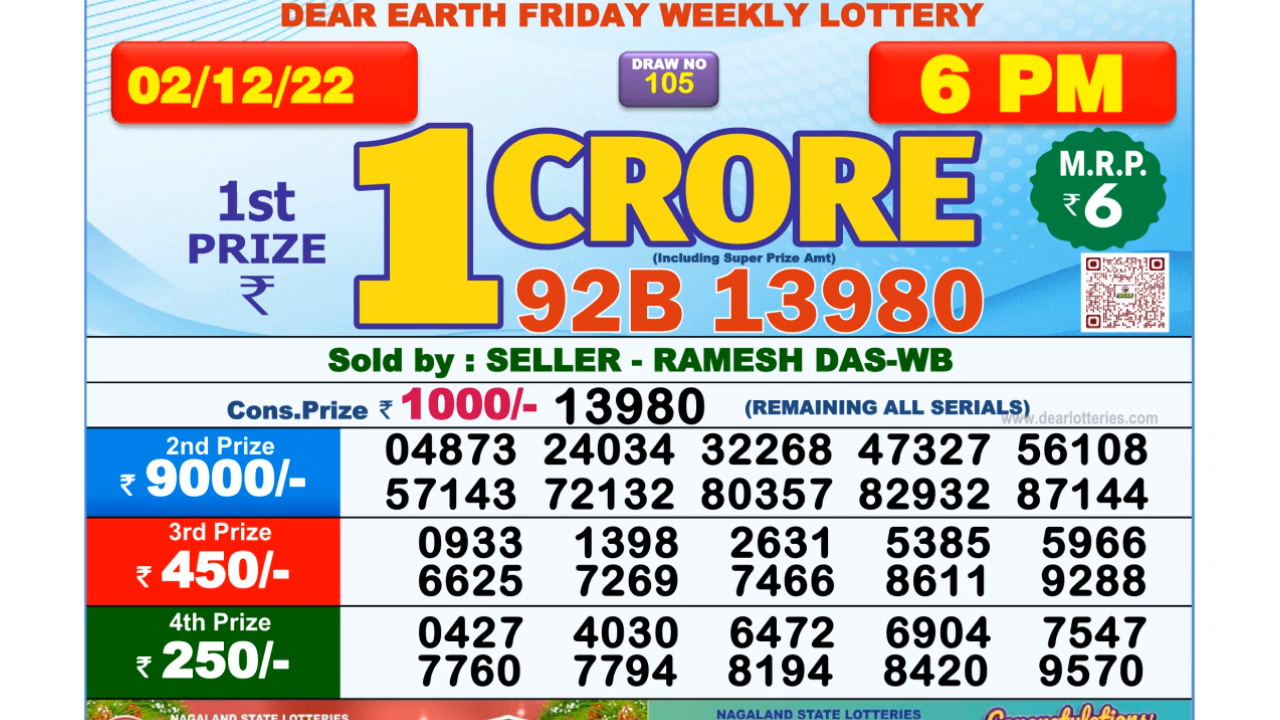 DEAR EARTH FRIDAY WEEKLY LOTTERY
02/12/22
DRAW NO
105
6 PM
1 CRORE
M.R.P.
₹6
1st
PRIZE
₹
(Including Super Prize Amt)
92B 13980
Sold by : SELLER - RAMESH DAS-WB
Cons.Prize ₹ 1000/- 13980 (REMAINING ALL SERIALS)
www.dearlotteries.com
2nd Prize
₹ 9000/-
04873 24034 32268 47327 56108
57143 72132 80357 82932 87144
3rd Prize
₹ 450/-
0933 1398 2631 5385 5966
6625 7269 7466 8611 9288
4th Prize
₹ 250/-
0427 4030 6472 6904 7547
7760 7794 8194 8420 9570
NAGALAND STATE LOTTERIES
NAGALAND STATE LOTTERIES
Congratulations